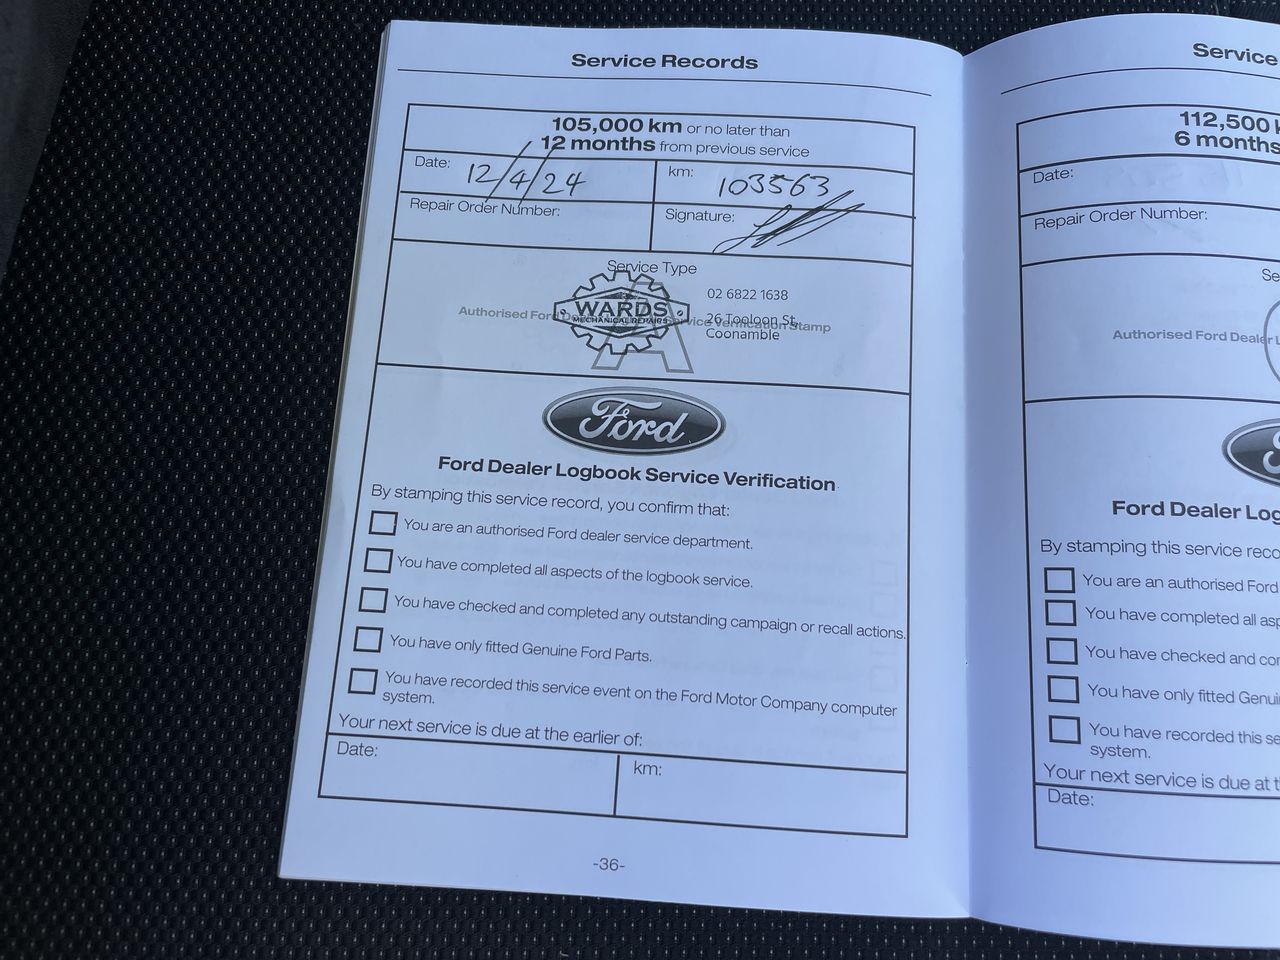 Service Records
105,000 km or no later than
12 months from previous service
Date: 12/4/24
km: 103563
Repair Order Number:
Signature:
Service Type
Authorised Ford Service Verification Stamp
WARDS
MECHANICAL REPAIRS
02 6822 1638
26 Tooloon St,
Coonamble
Ford
Ford Dealer Logbook Service Verification
By stamping this service record, you confirm that:
You are an authorised Ford dealer service department.
You have completed all aspects of the logbook service.
You have checked and completed any outstanding campaign or recall actions.
You have only fitted Genuine Ford Parts.
You have recorded this service event on the Ford Motor Company computer
system.
Your next service is due at the earlier of:
Date:
km:
-36-
Service
112,500
6 months
Date:
Repair Order Number:
Se
Authorised Ford Dealer
Ford Dealer Log
By stamping this service reco
You are an authorised Ford
You have completed all asp
You have checked and co
You have only fitted Genui
You have recorded this se
system.
Your next service is due at t
Date: